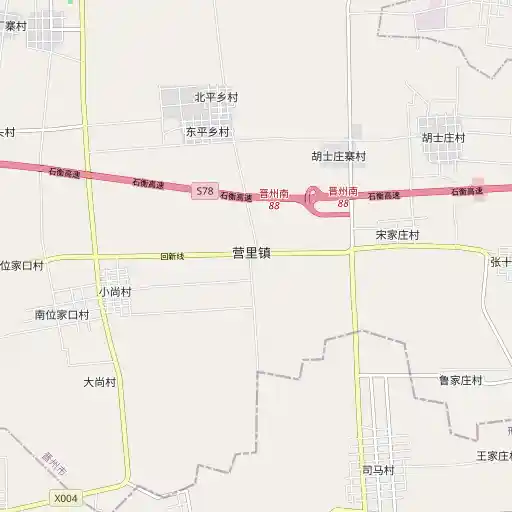 寨村
北平乡村
东平乡村
头村
胡士庄村
胡士庄寨村
石衡高速
石衡高速
S78
石衡高速
晋州南
88
晋州南
88
石衡高速
石衡高速
宋家庄村
回新线
营里镇
位家口村
张十
小尚村
南位家口村
大尚村
鲁家庄村
晋州市
王家庄村
司马村
X004